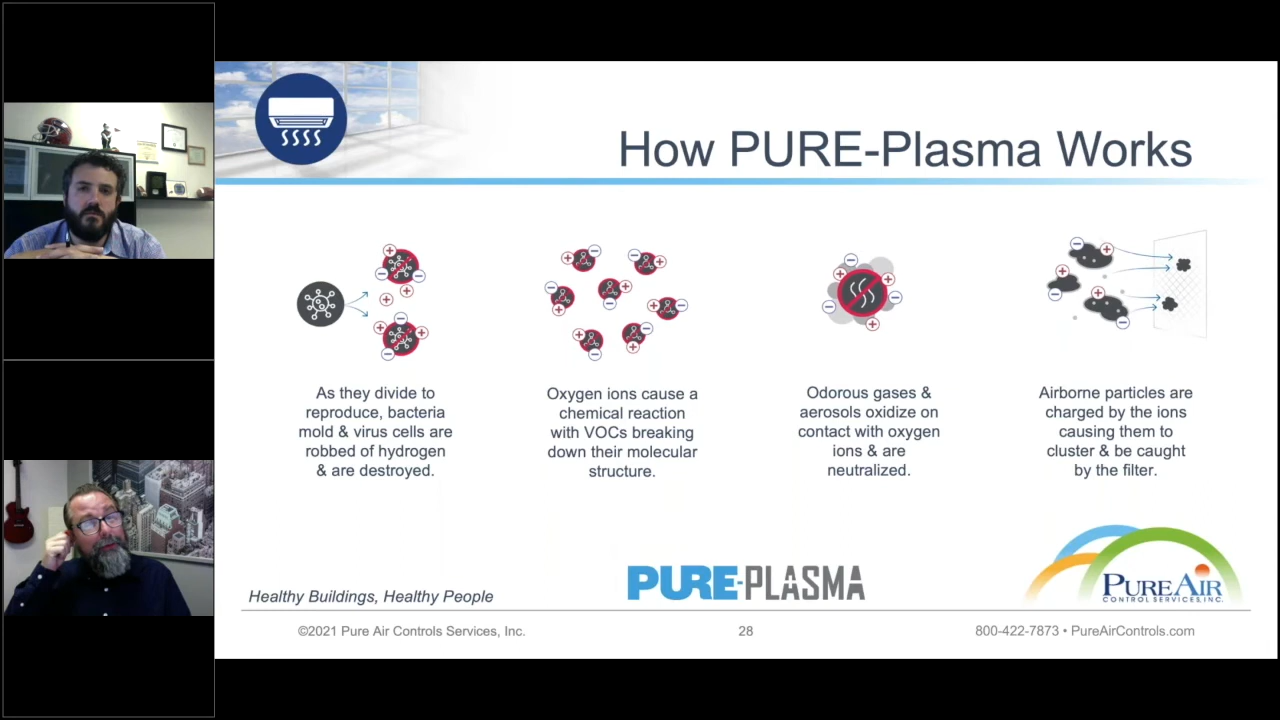 How PURE-Plasma Works
As they divide to
reproduce, bacteria
mold & virus cells are
robbed of hydrogen
& are destroyed.
Oxygen ions cause a
chemical reaction
with VOCs breaking
down their molecular
structure.
Odorous gases &
aerosols oxidize on
contact with oxygen
ions & are
neutralized.
Airborne particles are
charged by the ions
causing them to
cluster & be caught
by the filter.
Healthy Buildings, Healthy People
PURE-PLASMA
PUREAIR
CONTROL SERVICES, INC.
©2021 Pure Air Controls Services, Inc.
28
800-422-7873 • PureAirControls.com